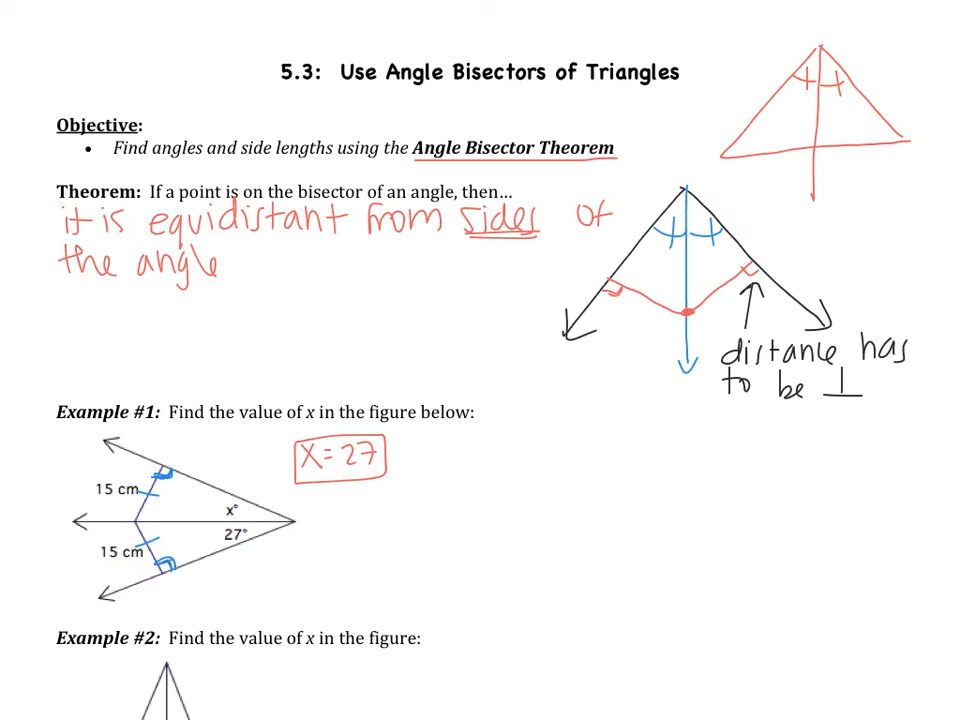 5.3: Use Angle Bisectors of Triangles
Objective:
• Find angles and side lengths using the Angle Bisector Theorem
Theorem: If a point is on the bisector of an angle, then…
it is equidistant from sides of
the angle
distance has
to be ⊥
Example #1: Find the value of x in the figure below:
x = 27
15 cm
x°
27°
15 cm
Example #2: Find the value of x in the figure: